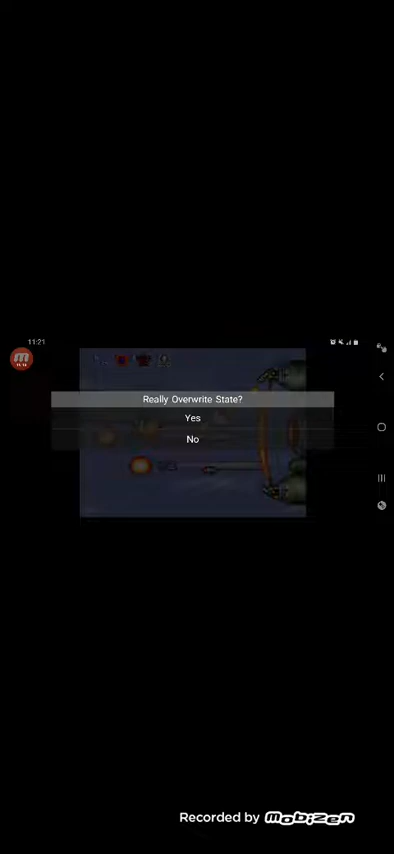 11:21
Really Overwrite State?
Yes
No
Recorded by mobizen